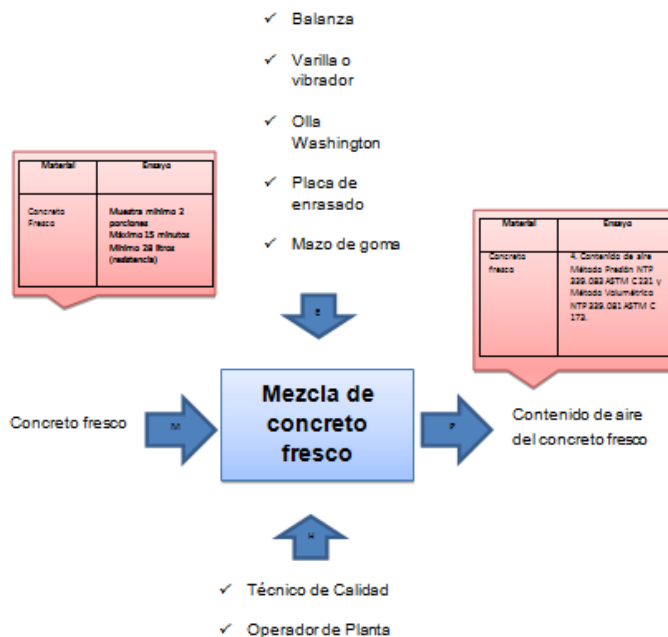 ✓ Balanza
✓ Varilla o
vibrador
✓ Olla
Washington
✓ Placa de
enrasado
✓ Mazo de goma
Material Ensayo
Concreto
Fresco
Muestra mínimo 2
porciones
Máximo 15 minutos
Mínimo 28 litros
(resistencia)
Material Ensayo
Concreto
fresco
4. Contenido de aire
Método Presión NTP
339.083 ASTM C 231 y
Método Volumétrico
NTP 339.081 ASTM C
173.
E
Concreto fresco
M
Mezcla de
concreto
fresco
P
Contenido de aire
del concreto fresco
H
✓ Técnico de Calidad
✓ Operador de Planta